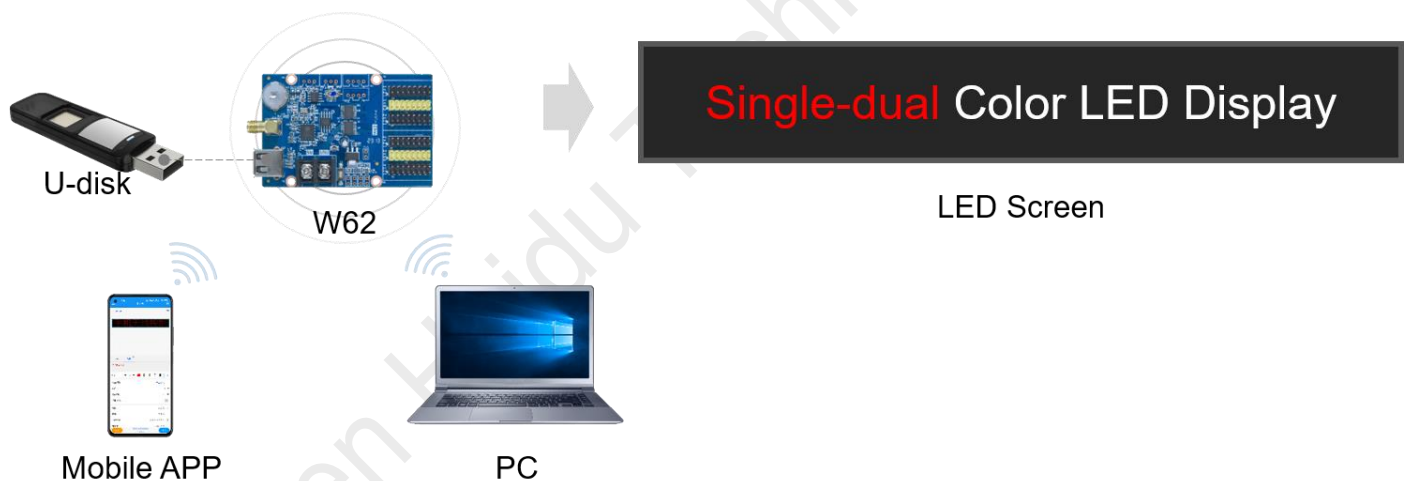 Single-dual Color LED Display
U-disk
W62
LED Screen
Mobile APP
PC